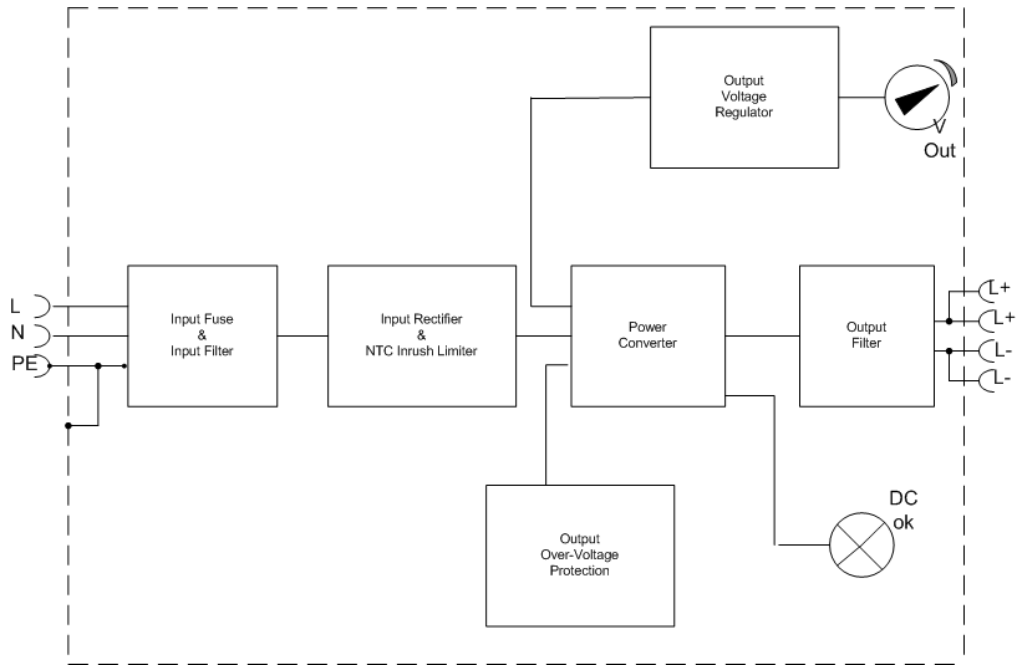 Output
Voltage
Regulator
V
Out
L
N
PE
Input Fuse
&
Input Filter
Input Rectifier
&
NTC Inrush Limiter
Power
Converter
Output
Filter
L+
L+
L-
L-
Output
Over-Voltage
Protection
DC
ok